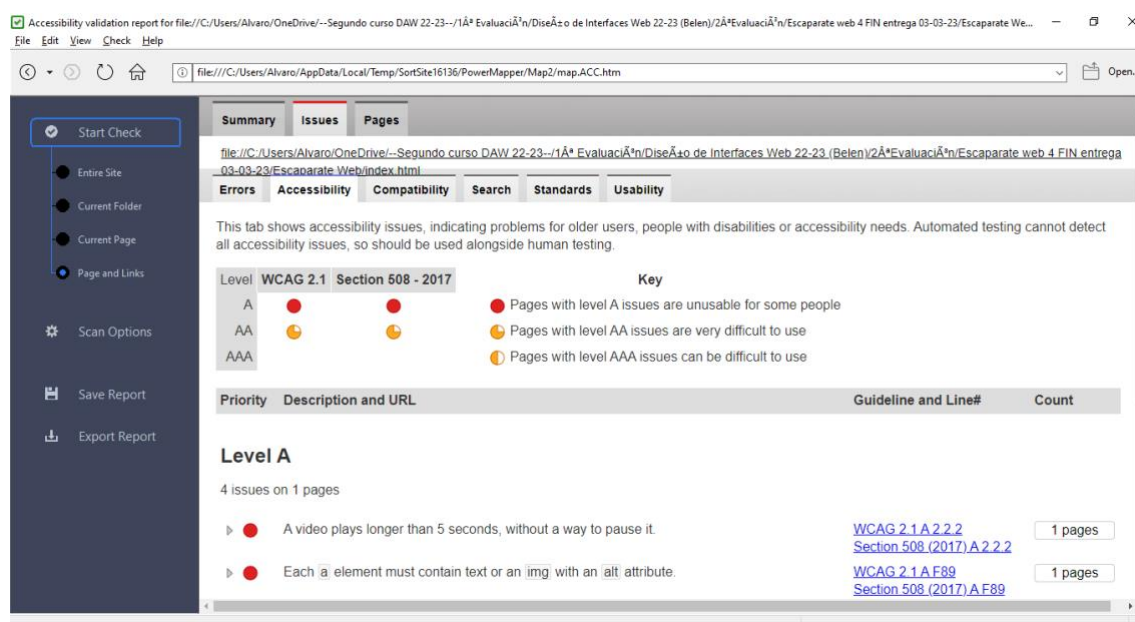 Accessibility validation report for file://C:/Users/Alvaro/OneDrive/--Segundo curso DAW 22-23--/1Âª EvaluaciÃ³n/DiseÃ±o de Interfaces Web 22-23 (Belen)/2ÂªEvaluaciÃ³n/Escaparate web 4 FIN entrega 03-03-23/Escaparate We...
File Edit View Check Help
file:///C:/Users/Alvaro/AppData/Local/Temp/SortSite16136/PowerMapper/Map2/map.ACC.htm
Open.
Start Check
Entire Site
Current Folder
Current Page
Page and Links
Scan Options
Save Report
Export Report
Summary Issues Pages
file://C:/Users/Alvaro/OneDrive/--Segundo curso DAW 22-23--/1Âª EvaluaciÃ³n/DiseÃ±o de Interfaces Web 22-23 (Belen)/2ÂªEvaluaciÃ³n/Escaparate web 4 FIN entrega
03-03-23/Escaparate Web/index.html
Errors Accessibility Compatibility Search Standards Usability
This tab shows accessibility issues, indicating problems for older users, people with disabilities or accessibility needs. Automated testing cannot detect
all accessibility issues, so should be used alongside human testing.
Level WCAG 2.1 Section 508 - 2017 Key
A Pages with level A issues are unusable for some people
AA Pages with level AA issues are very difficult to use
AAA Pages with level AAA issues can be difficult to use
Priority Description and URL Guideline and Line# Count
Level A
4 issues on 1 pages
A video plays longer than 5 seconds, without a way to pause it. WCAG 2.1 A 2.2.2 1 pages
Section 508 (2017) A 2.2.2
Each a element must contain text or an img with an alt attribute. WCAG 2.1 A F89 1 pages
Section 508 (2017) A F89